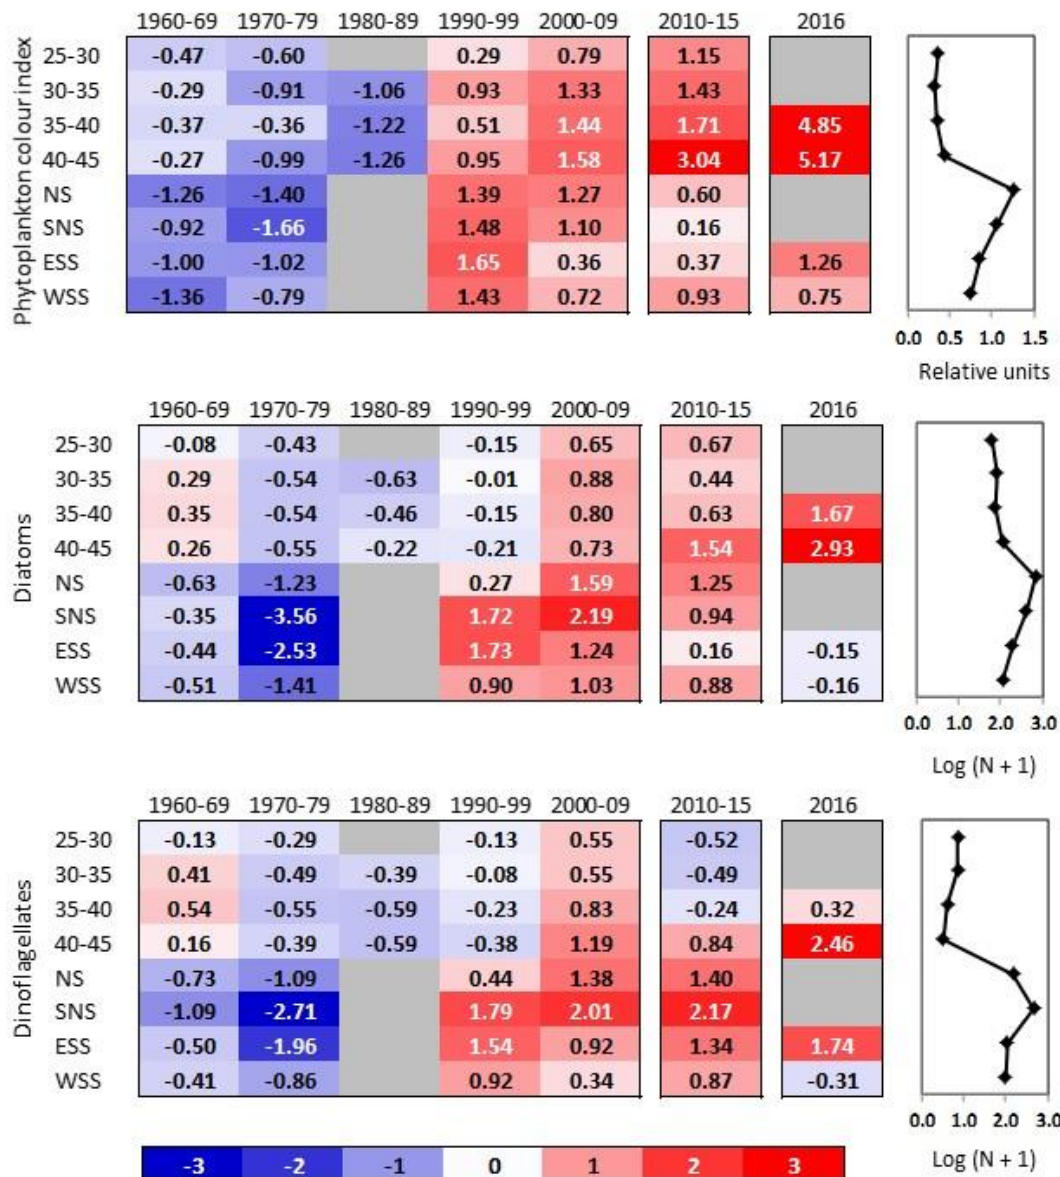 1960-69 1970-79 1980-89 1990-99 2000-09 2010-15 2016
Phytoplankton colour index
25-30 -0.47 -0.60 0.29 0.79 1.15
30-35 -0.29 -0.91 -1.06 0.93 1.33 1.43
35-40 -0.37 -0.36 -1.22 0.51 1.44 1.71 4.85
40-45 -0.27 -0.99 -1.26 0.95 1.58 3.04 5.17
NS -1.26 -1.40 1.39 1.27 0.60
SNS -0.92 -1.66 1.48 1.10 0.16
ESS -1.00 -1.02 1.65 0.36 0.37 1.26
WSS -1.36 -0.79 1.43 0.72 0.93 0.75
0.0 0.5 1.0 1.5
Relative units
1960-69 1970-79 1980-89 1990-99 2000-09 2010-15 2016
Diatoms
25-30 -0.08 -0.43 -0.15 0.65 0.67
30-35 0.29 -0.54 -0.63 -0.01 0.88 0.44
35-40 0.35 -0.54 -0.46 -0.15 0.80 0.63 1.67
40-45 0.26 -0.55 -0.22 -0.21 0.73 1.54 2.93
NS -0.63 -1.23 0.27 1.59 1.25
SNS -0.35 -3.56 1.72 2.19 0.94
ESS -0.44 -2.53 1.73 1.24 0.16 -0.15
WSS -0.51 -1.41 0.90 1.03 0.88 -0.16
0.0 1.0 2.0 3.0
Log (N + 1)
1960-69 1970-79 1980-89 1990-99 2000-09 2010-15 2016
Dinoflagellates
25-30 -0.13 -0.29 -0.13 0.55 -0.52
30-35 0.41 -0.49 -0.39 -0.08 0.55 -0.49
35-40 0.54 -0.55 -0.59 -0.23 0.83 -0.24 0.32
40-45 0.16 -0.39 -0.59 -0.38 1.19 0.84 2.46
NS -0.73 -1.09 0.44 1.38 1.40
SNS -1.09 -2.71 1.79 2.01 2.17
ESS -0.50 -1.96 1.54 0.92 1.34 1.74
WSS -0.41 -0.86 0.92 0.34 0.87 -0.31
0.0 1.0 2.0 3.0
Log (N + 1)
-3 -2 -1 0 1 2 3